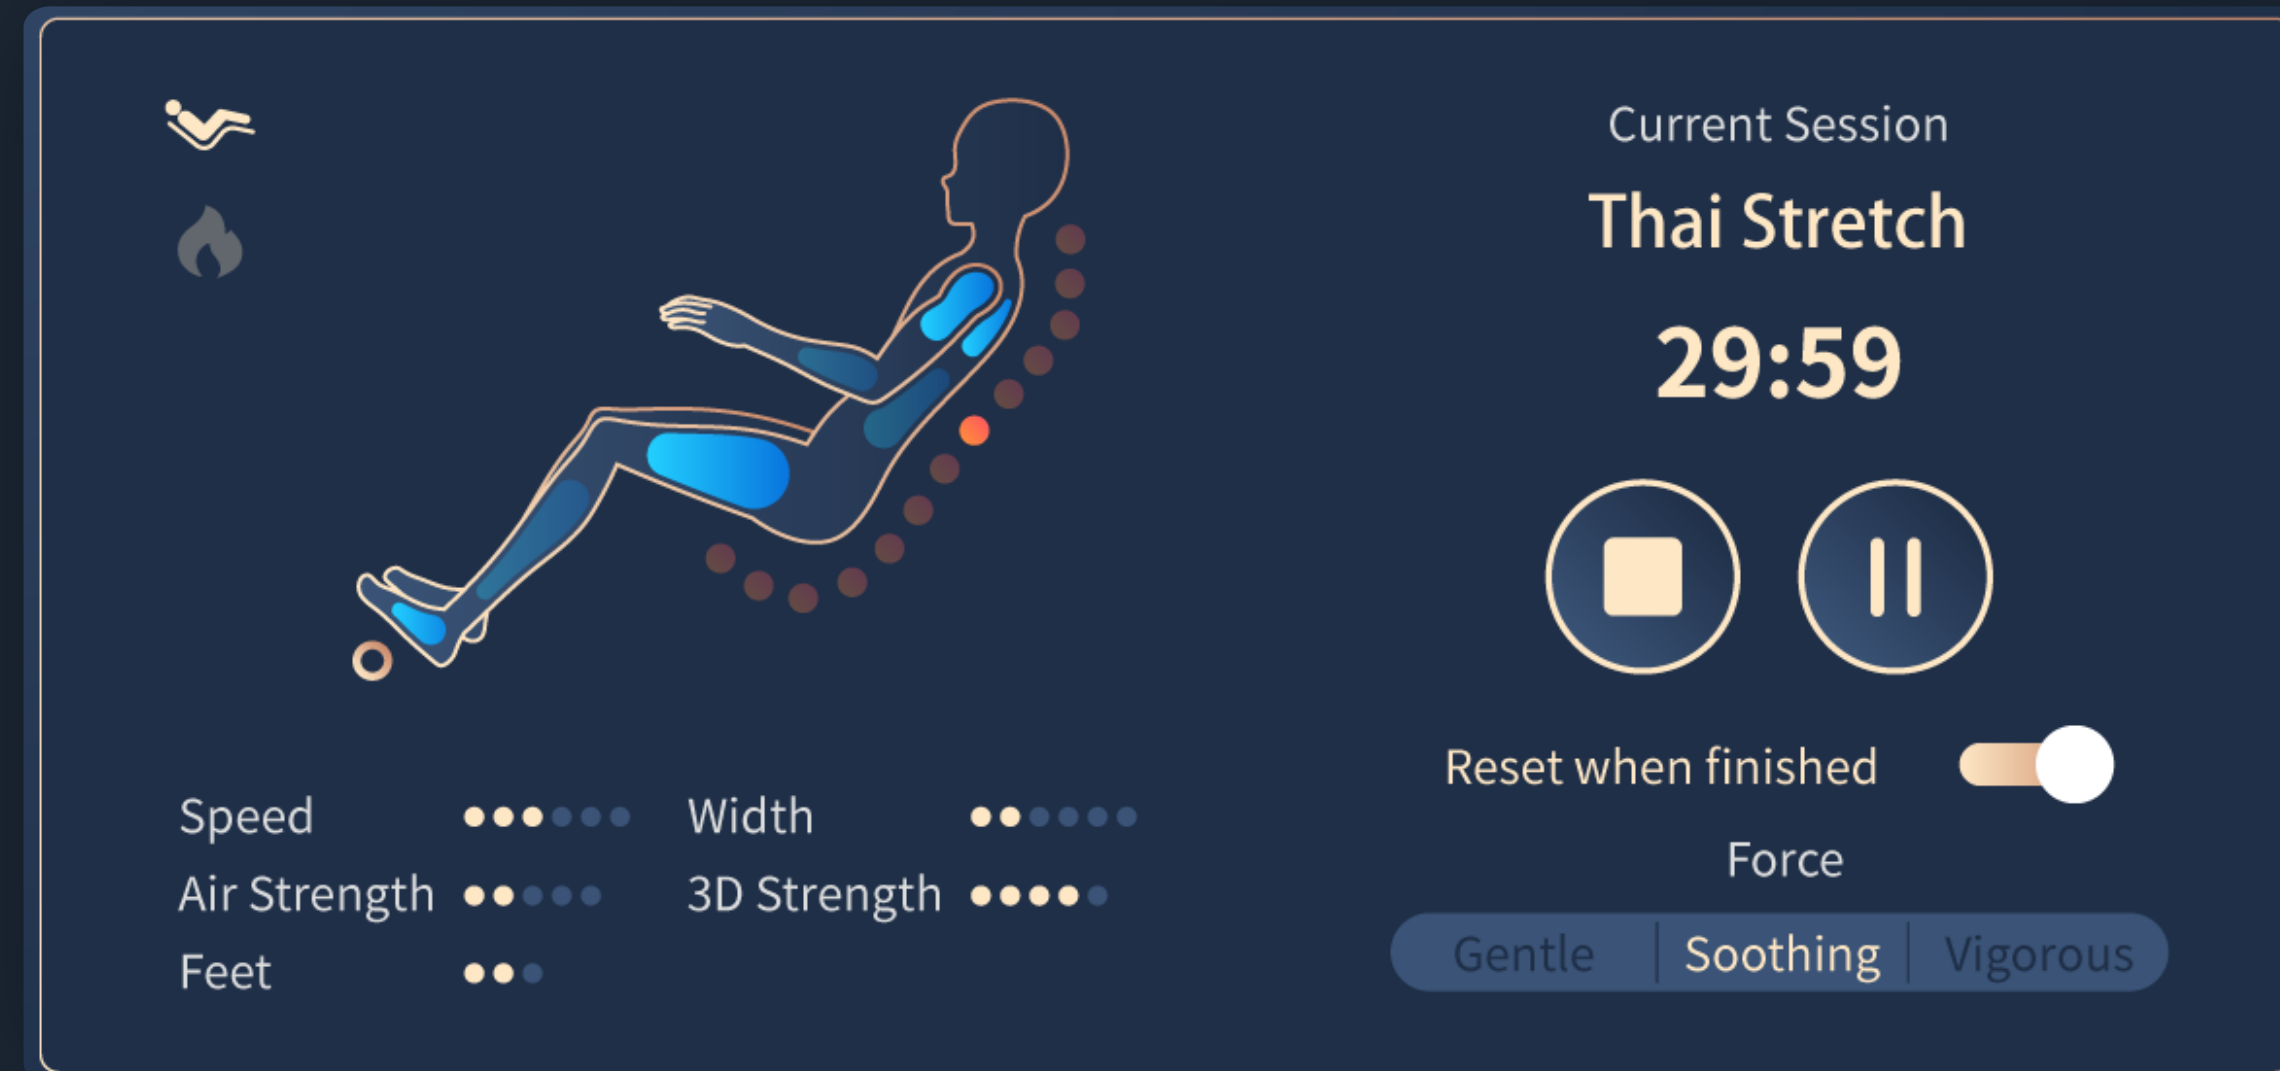 Current Session
Thai Stretch
29:59
Reset when finished
Force
Gentle Soothing Vigorous
Speed Width
Air Strength 3D Strength
Feet